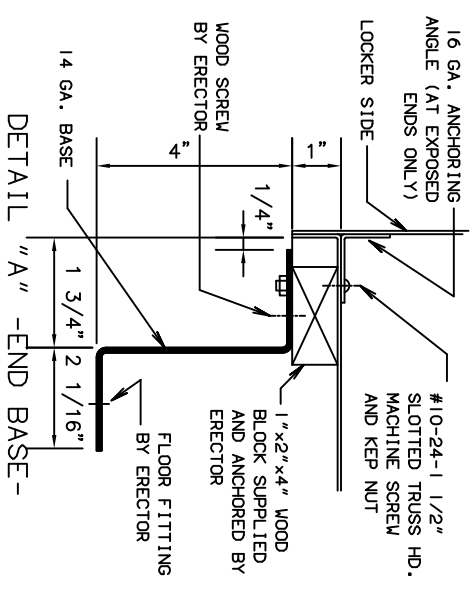 16 GA. ANCHORING
ANGLE (AT EXPOSED
ENDS ONLY)
LOCKER SIDE
WOOD SCREW
BY ERECTOR
14 GA. BASE
4"
1"
1/4"
1 3/4"
2 1/16"
#10-24-1 1/2"
SLOTTED TRUSS HD.
MACHINE SCREW
AND KEP NUT
1"x2"x4" WOOD
BLOCK SUPPLIED
AND ANCHORED BY
ERECTOR
FLOOR FITTING
BY ERECTOR
DETAIL "A" -END BASE-